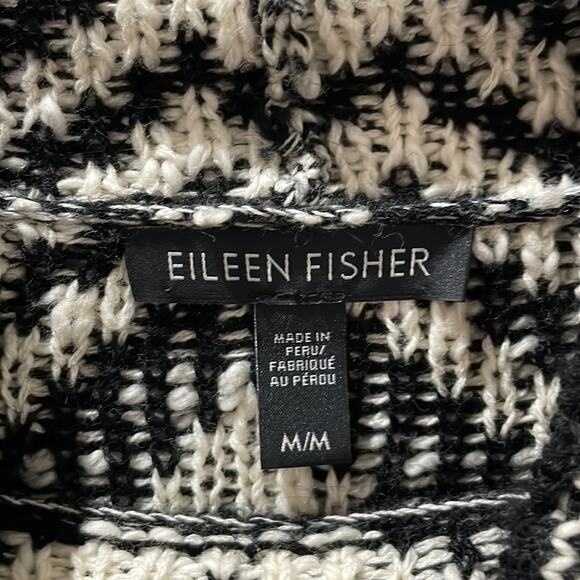 EILEEN FISHER
MADE IN
PERU/
FABRIQUÉ
AU PÉROU
M/M